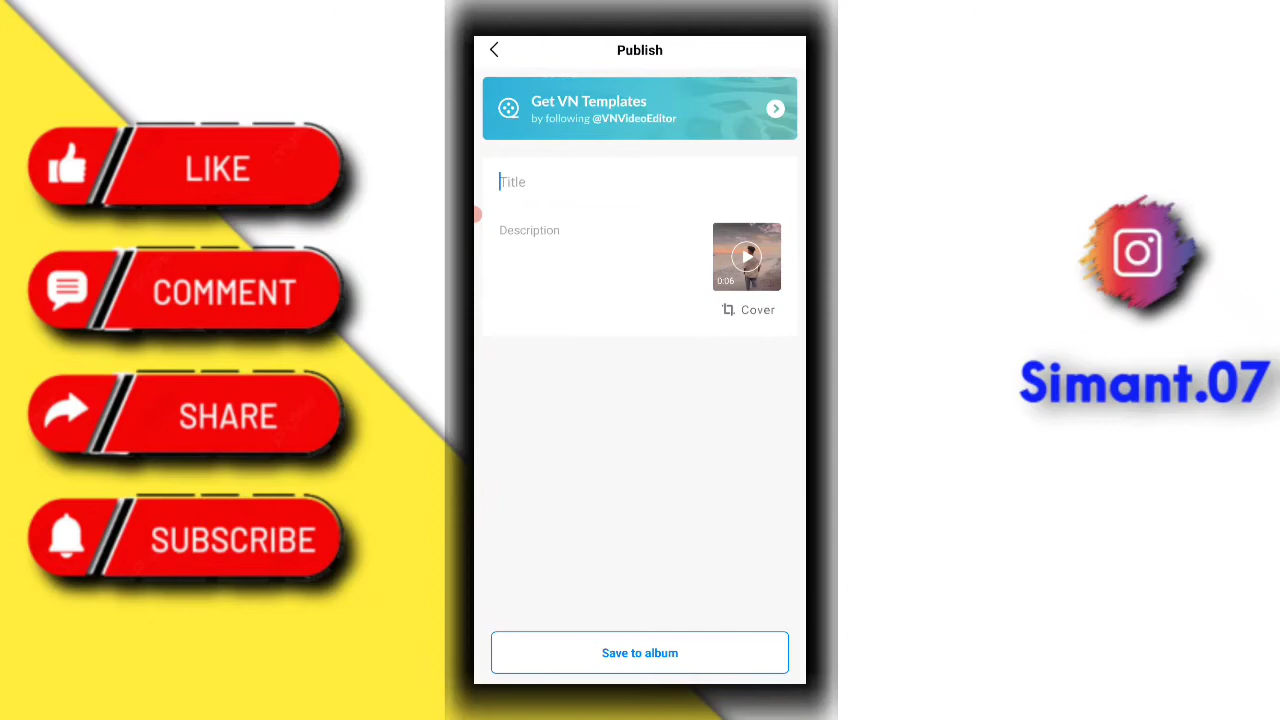 LIKE
COMMENT
SHARE
SUBSCRIBE
Publish
Get VN Templates
by following @VNVideoEditor
Title
Description
0:06
Cover
Save to album
Simant.07